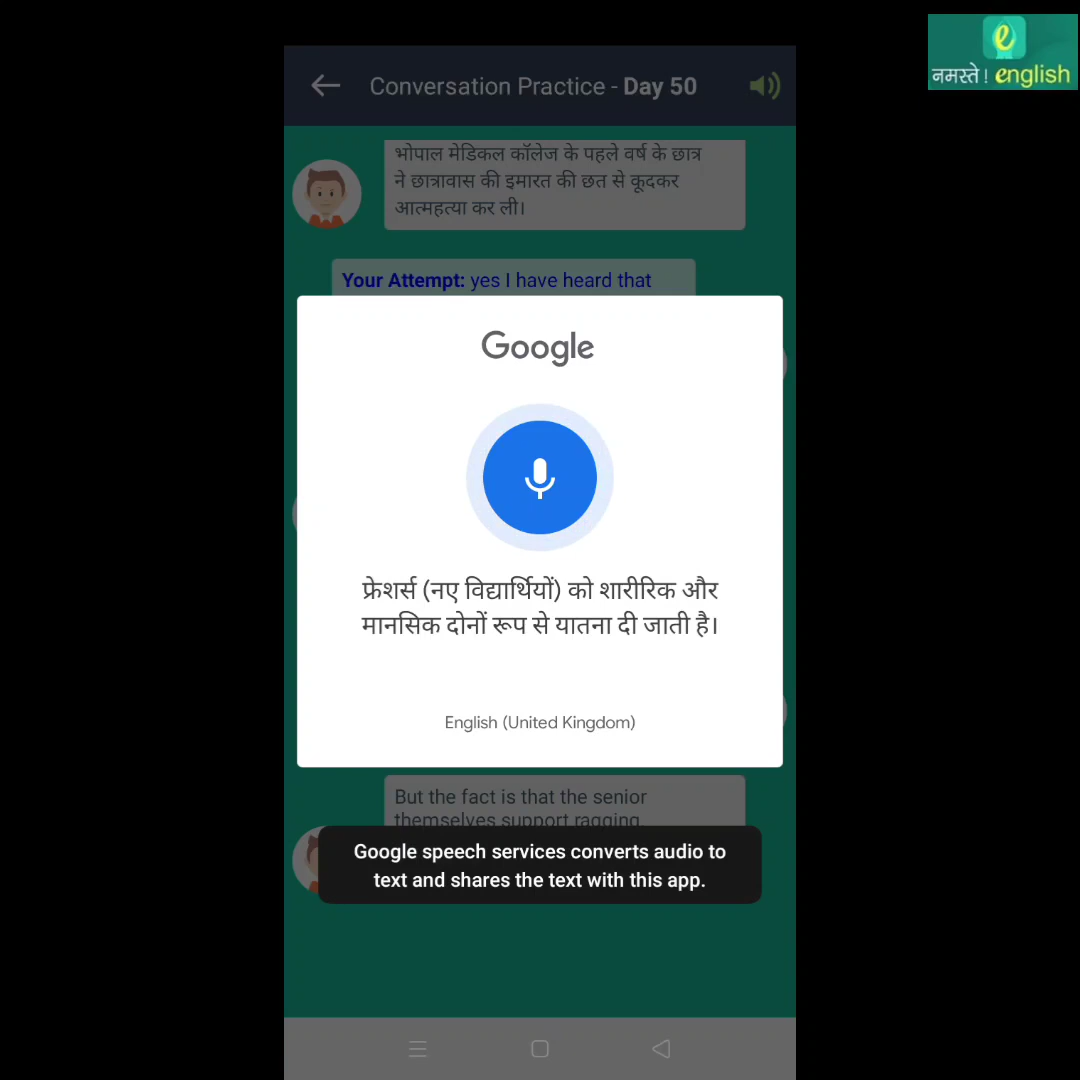 e
नमस्ते ! english
Conversation Practice - Day 50
भोपाल मेडिकल कॉलेज के पहले वर्ष के छात्र
ने छात्रावास की इमारत की छत से कूदकर
आत्महत्या कर ली।
Your Attempt: yes I have heard that
Google
फ्रेशर्स (नए विद्यार्थियों) को शारीरिक और
मानसिक दोनों रूप से यातना दी जाती है।
English (United Kingdom)
But the fact is that the senior
themselves support ragging
Google speech services converts audio to
text and shares the text with this app.